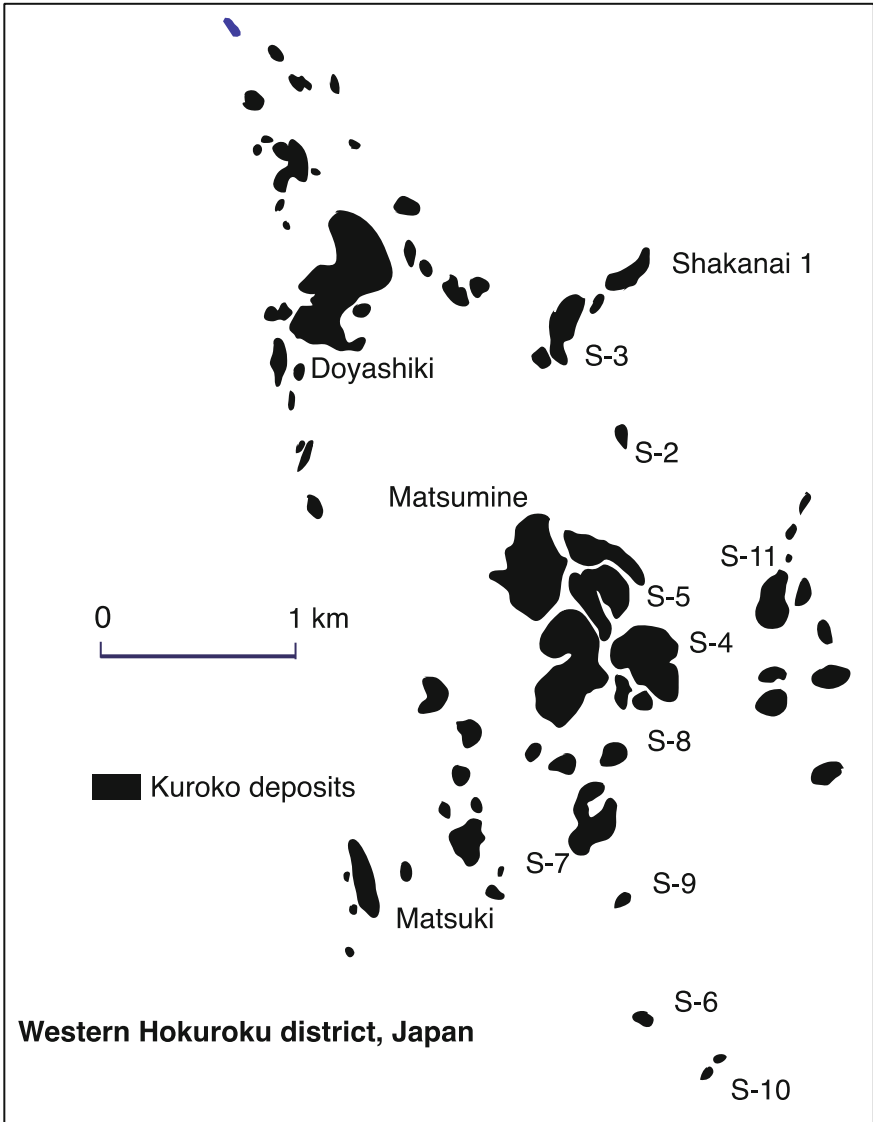 Shakanai 1
S-3
Doyashiki
S-2
Matsumine
S-11
S-5
0 1 km
S-4
S-8
Kuroko deposits
S-7
S-9
Matsuki
S-6
Western Hokuroku district, Japan
S-10